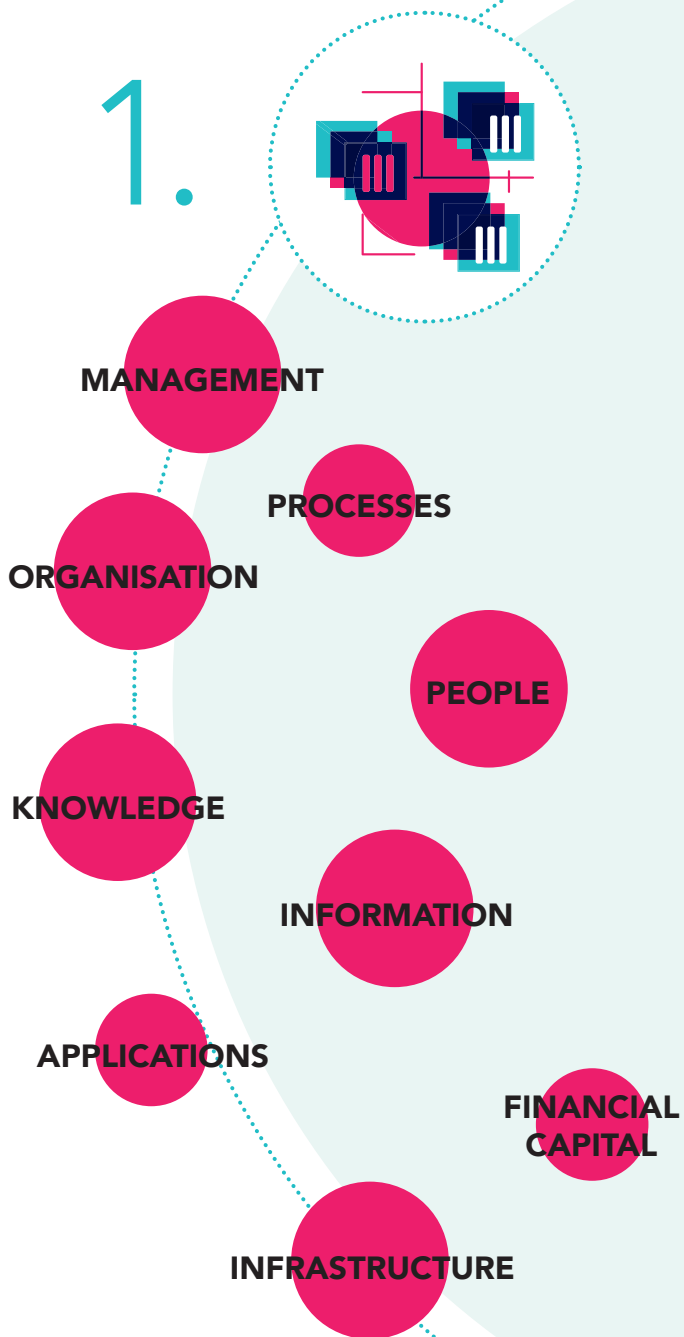 1.
MANAGEMENT
PROCESSES
ORGANISATION
PEOPLE
KNOWLEDGE
INFORMATION
APPLICATIONS
FINANCIAL
CAPITAL
INFRASTRUCTURE